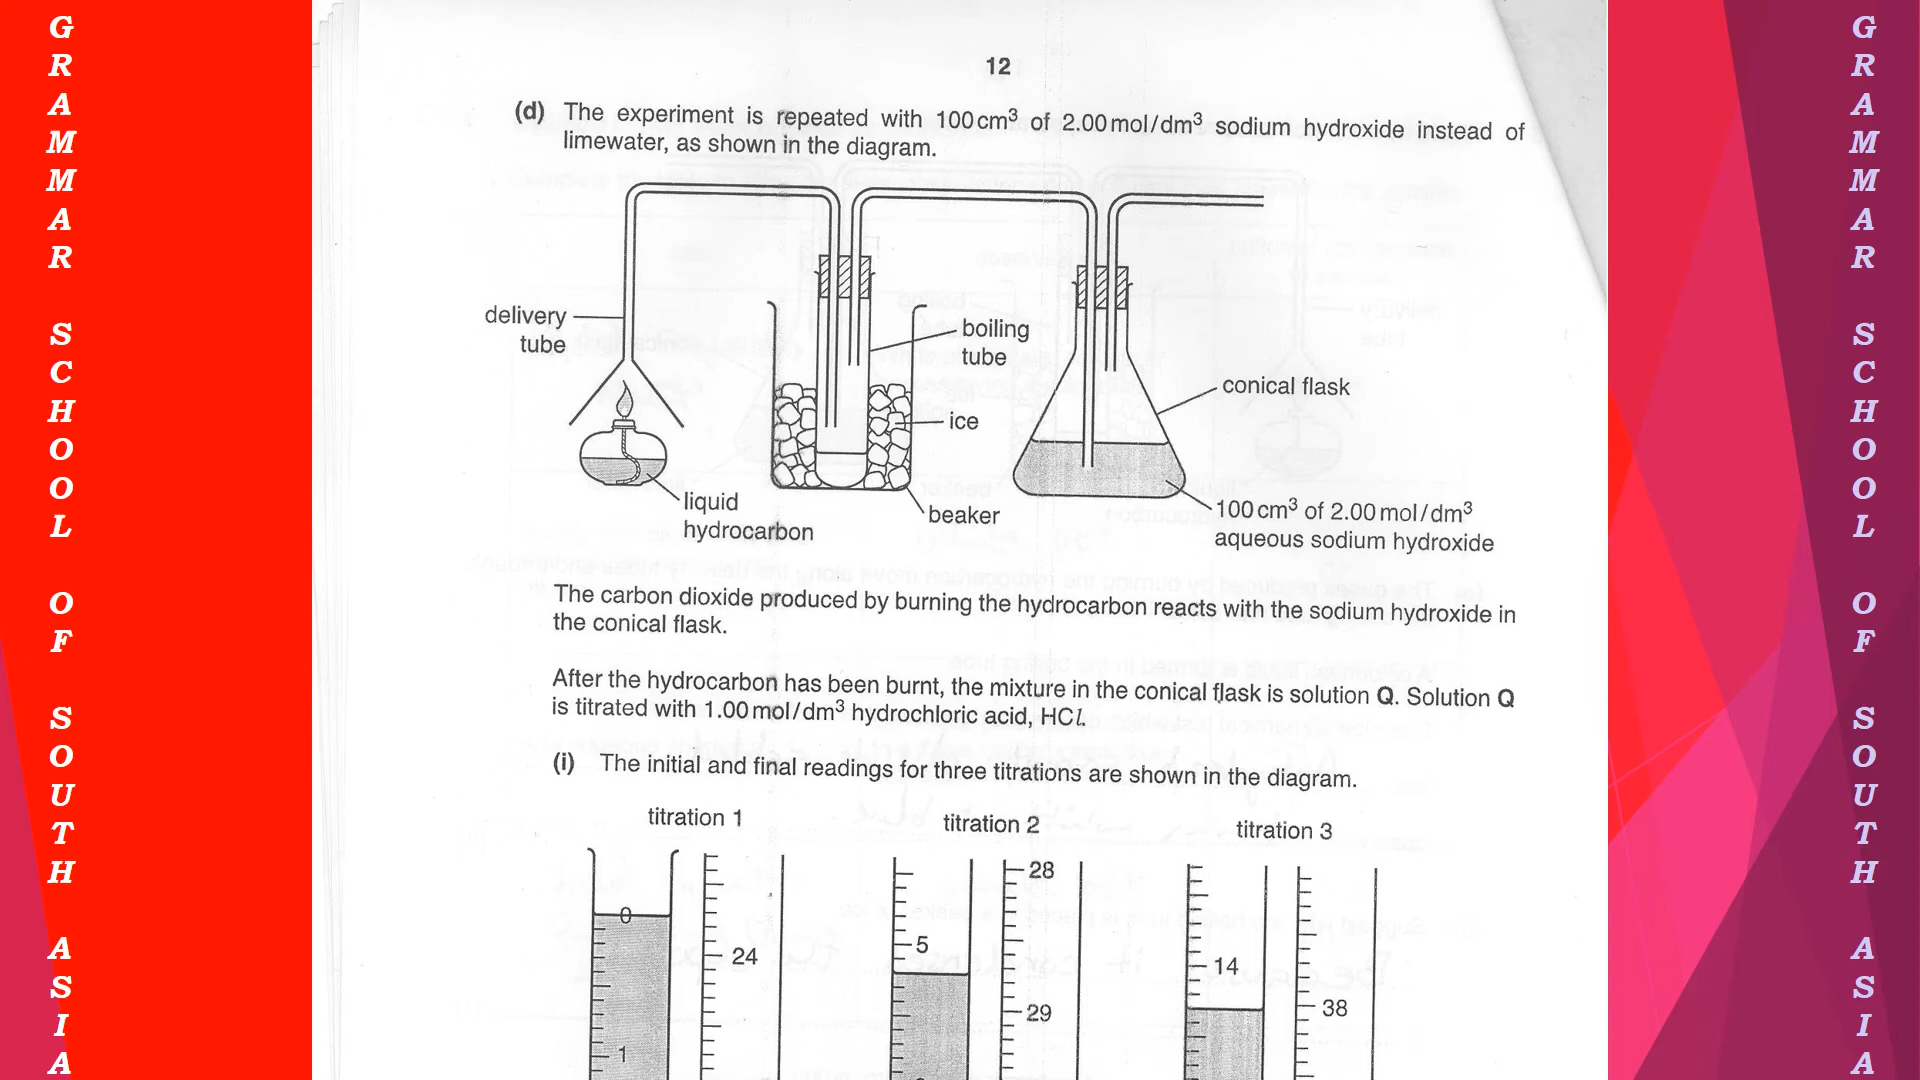 GRAMMAR SCHOOL OF SOUTH ASIA
12
(d) The experiment is repeated with 100 cm³ of 2.00 mol/dm³ sodium hydroxide instead of
limewater, as shown in the diagram.
delivery
tube
boiling
tube
conical flask
ice
liquid
hydrocarbon
beaker
100 cm³ of 2.00 mol/dm³
aqueous sodium hydroxide
The carbon dioxide produced by burning the hydrocarbon reacts with the sodium hydroxide in
the conical flask.
After the hydrocarbon has been burnt, the mixture in the conical flask is solution Q. Solution Q
is titrated with 1.00 mol/dm³ hydrochloric acid, HCl.
(i) The initial and final readings for three titrations are shown in the diagram.
titration 1
titration 2
titration 3
0
1
24
5
28
29
14
38
GRAMMAR SCHOOL OF SOUTH ASIA